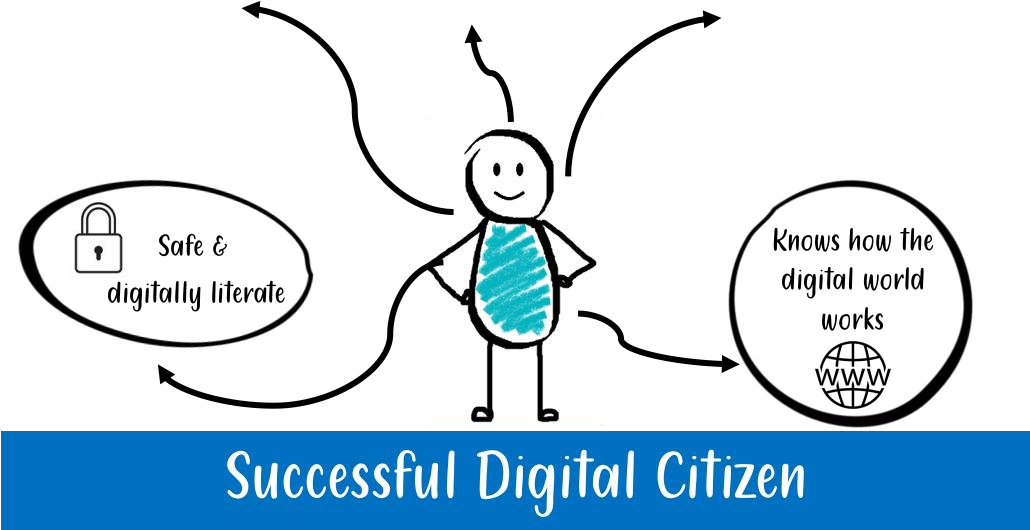 Safe &
digitally literate
Knows how the
digital world
works
WWW
Successful Digital Citizen